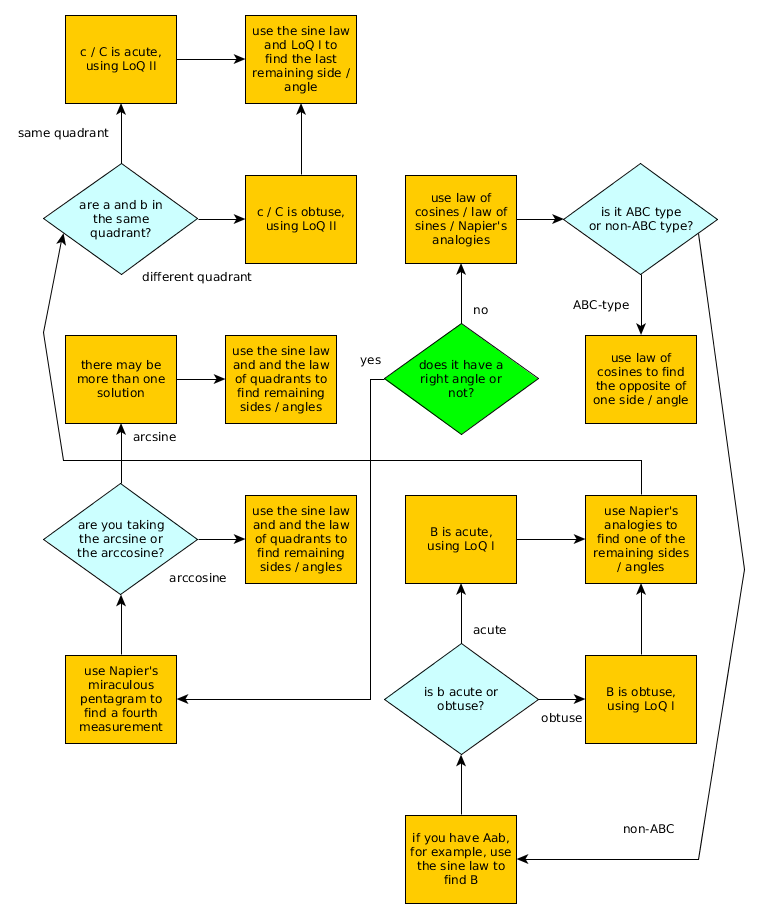 c / C is acute,
using LoQ II
use the sine law
and LoQ I to
find the last
remaining side /
angle
same quadrant
are a and b in
the same
quadrant?
c / C is obtuse,
using LoQ II
different quadrant
use law of
cosines / law of
sines / Napier's
analogies
is it ABC type
or non-ABC type?
no
ABC-type
there may be
more than one
solution
use the sine law
and and the law
of quadrants to
find remaining
sides / angles
yes
does it have a
right angle or
not?
use law of
cosines to find
the opposite of
one side / angle
arcsine
are you taking
the arcsine or
the arccosine?
use the sine law
and and the law
of quadrants to
find remaining
sides / angles
arccosine
B is acute,
using LoQ I
use Napier's
analogies to
find one of the
remaining sides
/ angles
acute
use Napier's
miraculous
pentagram to
find a fourth
measurement
is b acute or
obtuse?
obtuse
B is obtuse,
using LoQ I
if you have Aab,
for example, use
the sine law to
find B
non-ABC